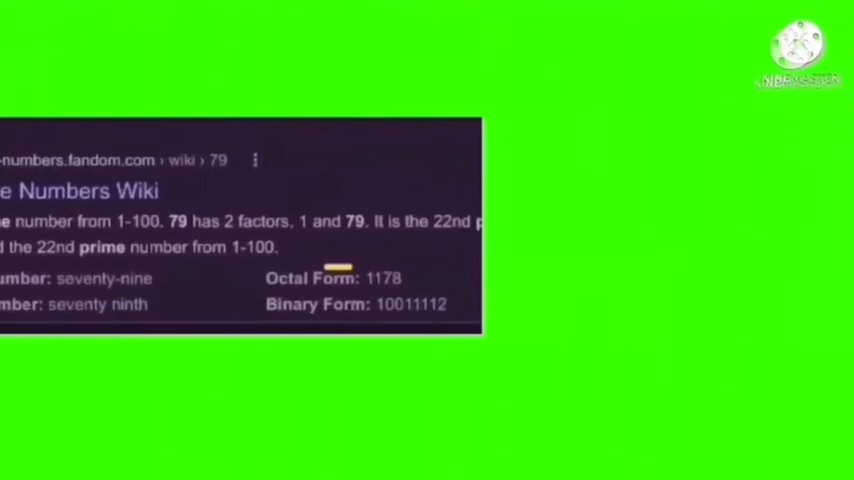 KINEMASTER
-numbers.fandom.com › wiki › 79
e Numbers Wiki
e number from 1-100. 79 has 2 factors, 1 and 79. It is the 22nd p
d the 22nd prime number from 1-100.
umber: seventy-nine
Octal Form: 1178
mber: seventy ninth
Binary Form: 10011112